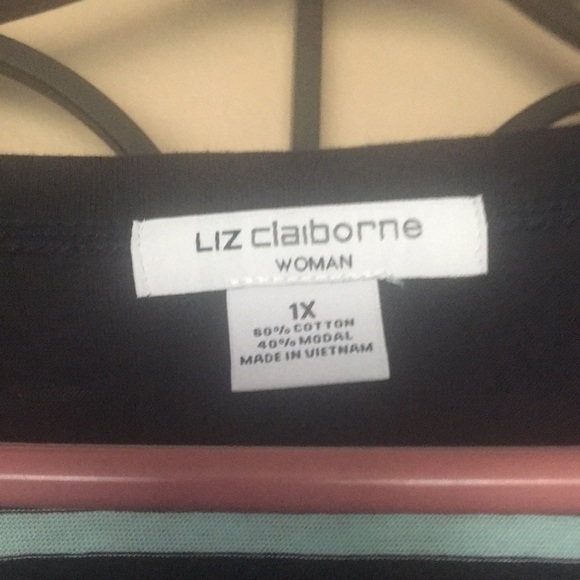 LIZ claiborne
WOMAN
1X
60% COTTON
40% MODAL
MADE IN VIETNAM